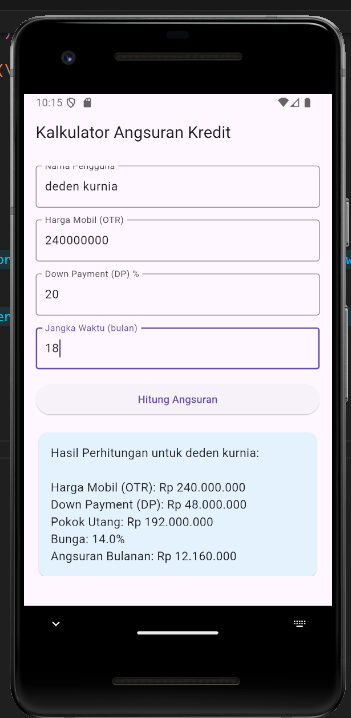 10:15
Kalkulator Angsuran Kredit
Nama Pengguna
deden kurnia
Harga Mobil (OTR)
240000000
Down Payment (DP) %
20
Jangka Waktu (bulan)
18
Hitung Angsuran
Hasil Perhitungan untuk deden kurnia:
Harga Mobil (OTR): Rp 240.000.000
Down Payment (DP): Rp 48.000.000
Pokok Utang: Rp 192.000.000
Bunga: 14.0%
Angsuran Bulanan: Rp 12.160.000